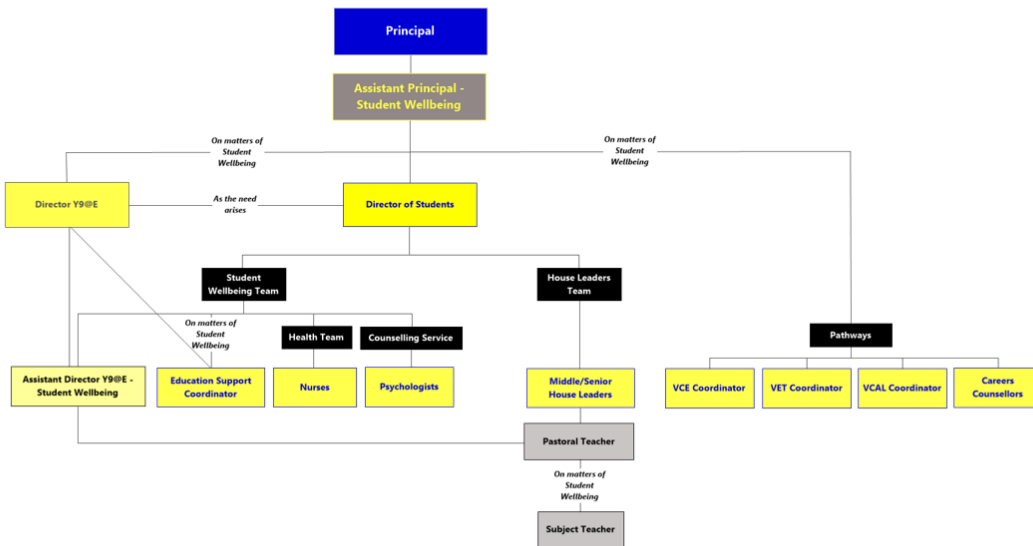 Principal
Assistant Principal -
Student Wellbeing
On matters of
Student
Wellbeing
On matters of
Student
Wellbeing
Director Y9@E
As the need
arises
Director of Students
Student
Wellbeing Team
House Leaders
Team
On matters of
Student
Wellbeing
Health Team
Counselling Service
Pathways
Assistant Director Y9@E -
Student Wellbeing
Education Support
Coordinator
Nurses
Psychologists
Middle/Senior
House Leaders
VCE Coordinator
VET Coordinator
VCAL Coordinator
Careers
Counsellors
Pastoral Teacher
On matters of
Student
Wellbeing
Subject Teacher